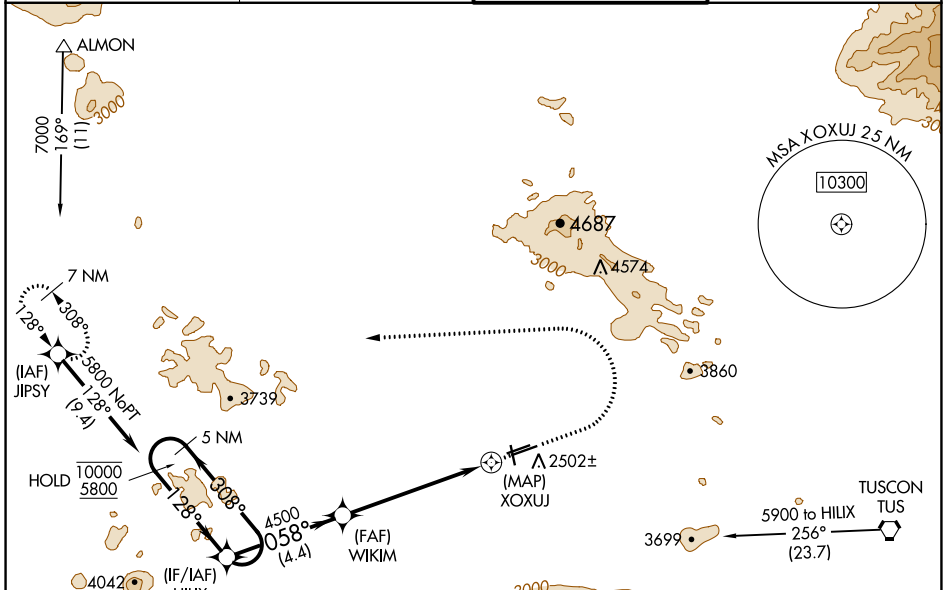 ALMON
3000
7000
169°
(11)
MSA XOXUJ 25 NM
10300
4687
3000
4574
7 NM
308°
128°
(IAF)
JIPSY
5800 NoPT
128°
(9.4)
3739
3860
5 NM
HOLD
10000
5800
308°
128°
2502±
(MAP)
XOXUJ
TUSCON
TUS
5900 to HILIX
256°
(23.7)
3699
4500
058°
(4.4)
(FAF)
WIKIM
(IF/IAF)
4042